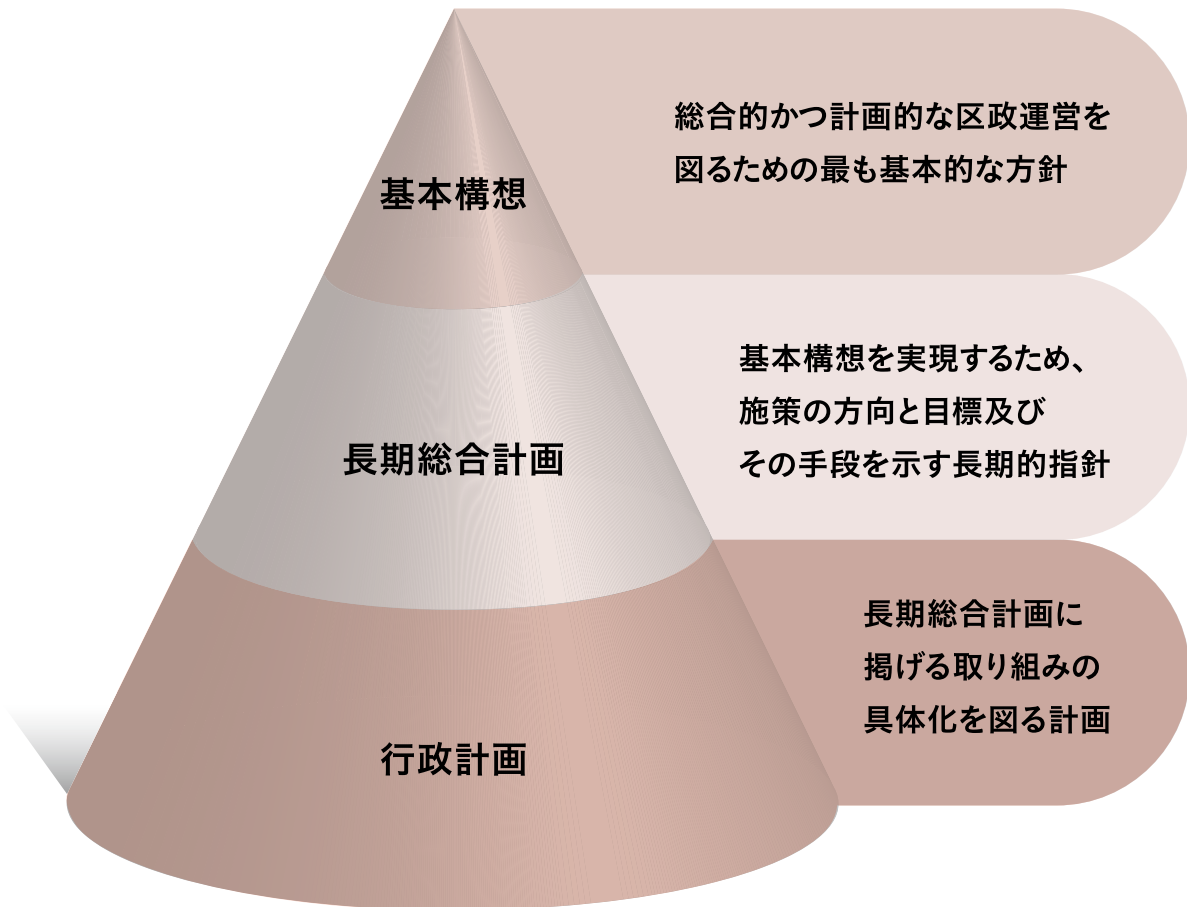 基本構想
総合的かつ計画的な区政運営を
図るための最も基本的な方針
長期総合計画
基本構想を実現するため、
施策の方向と目標及び
その手段を示す長期的指針
行政計画
長期総合計画に
掲げる取り組みの
具体化を図る計画